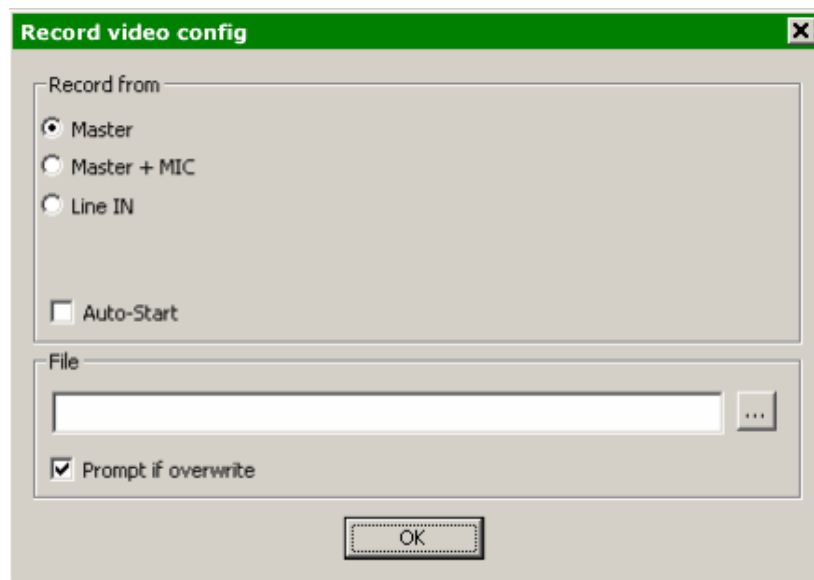 Record video config
Record from
Master
Master + MIC
Line IN
Auto-Start
File
...
Prompt if overwrite
OK